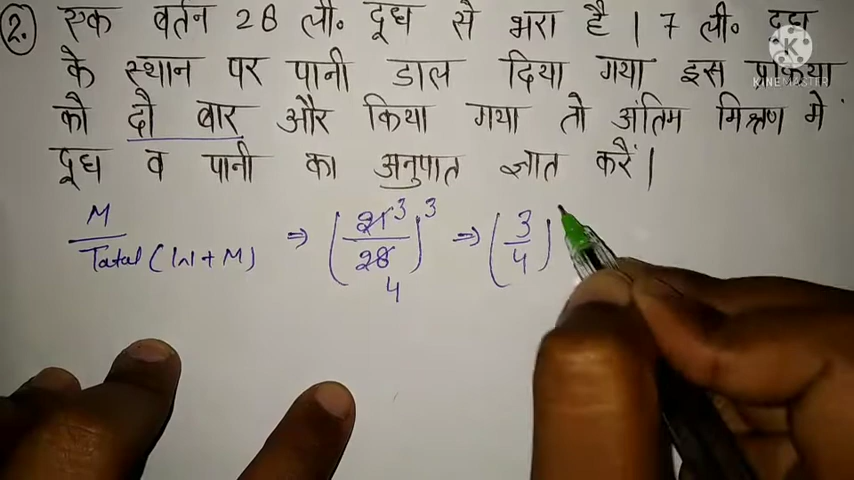 2. एक बर्तन 28 ली० दूध से भरा है | 7 ली० दूध
के स्थान पर पानी डाल दिया गया इस प्रक्रिया
को दो बार और किया गया तो अंतिम मिश्रण में
दूध व पानी का अनुपात ज्ञात करें |
M / Total (W + M) ⇒ (21 3 / 28 4)³ ⇒ (3 / 4)
K
KINEMASTER